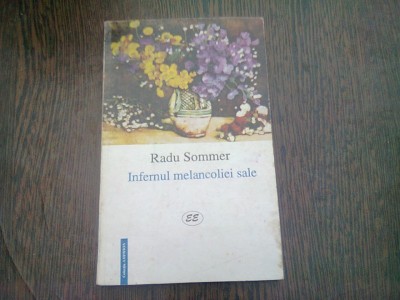 Radu Sommer
Infernul melancoliei sale
EE